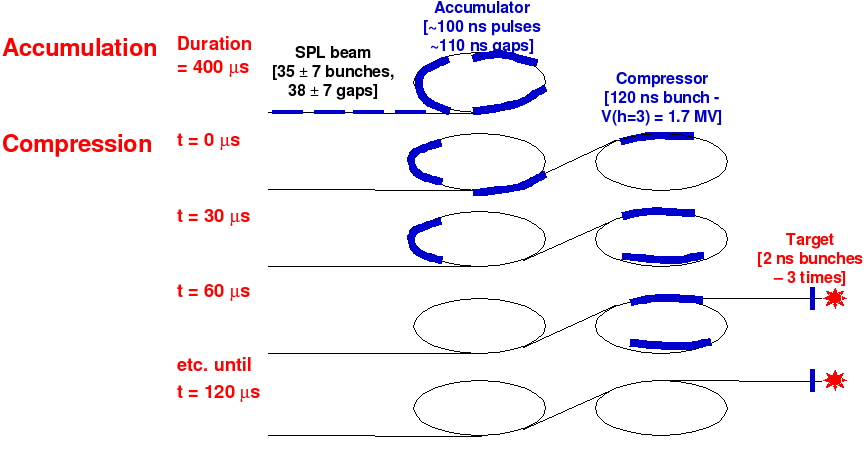 Accumulation
Duration
= 400 µs
SPL beam
[35 ± 7 bunches,
38 ± 7 gaps]
Accumulator
[~100 ns pulses
~110 ns gaps]
Compressor
[120 ns bunch -
V(h=3) = 1.7 MV]
Compression
t = 0 µs
t = 30 µs
Target
[2 ns bunches
– 3 times]
t = 60 µs
etc. until
t = 120 µs